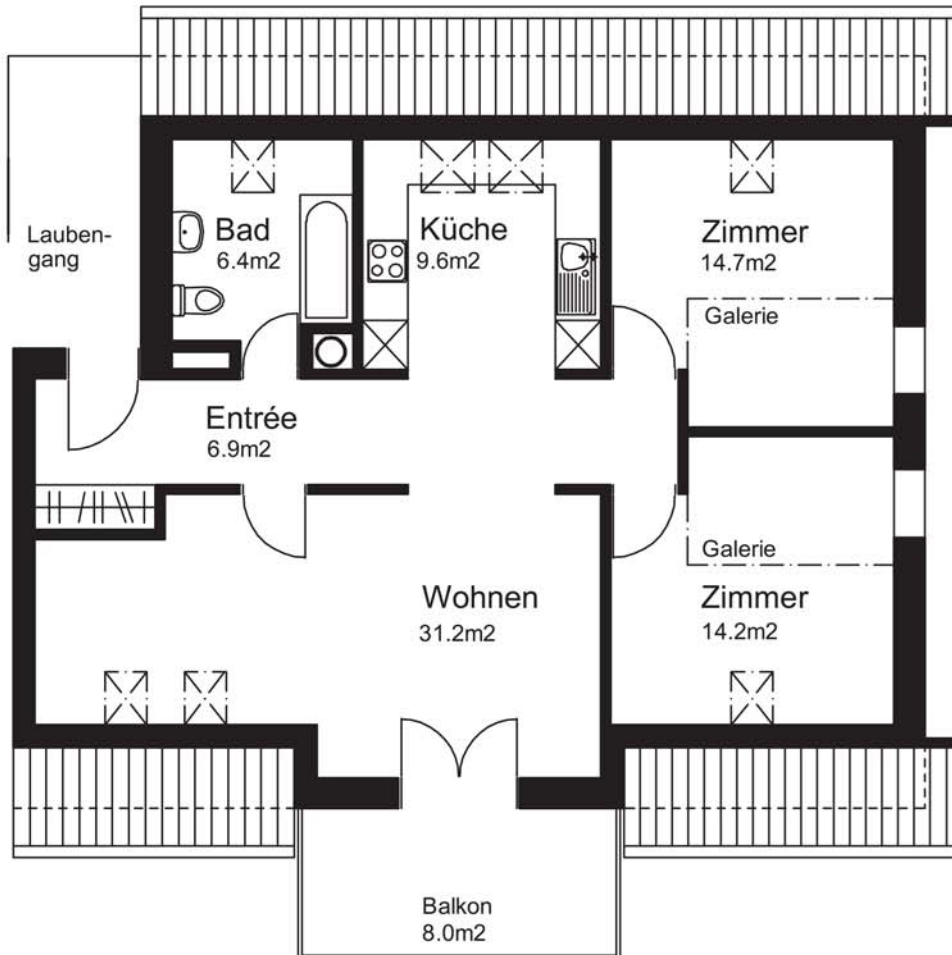 Lauben-
gang
Bad
6.4m2
Küche
9.6m2
Zimmer
14.7m2
Galerie
Entrée
6.9m2
Galerie
Zimmer
14.2m2
Wohnen
31.2m2
Balkon
8.0m2